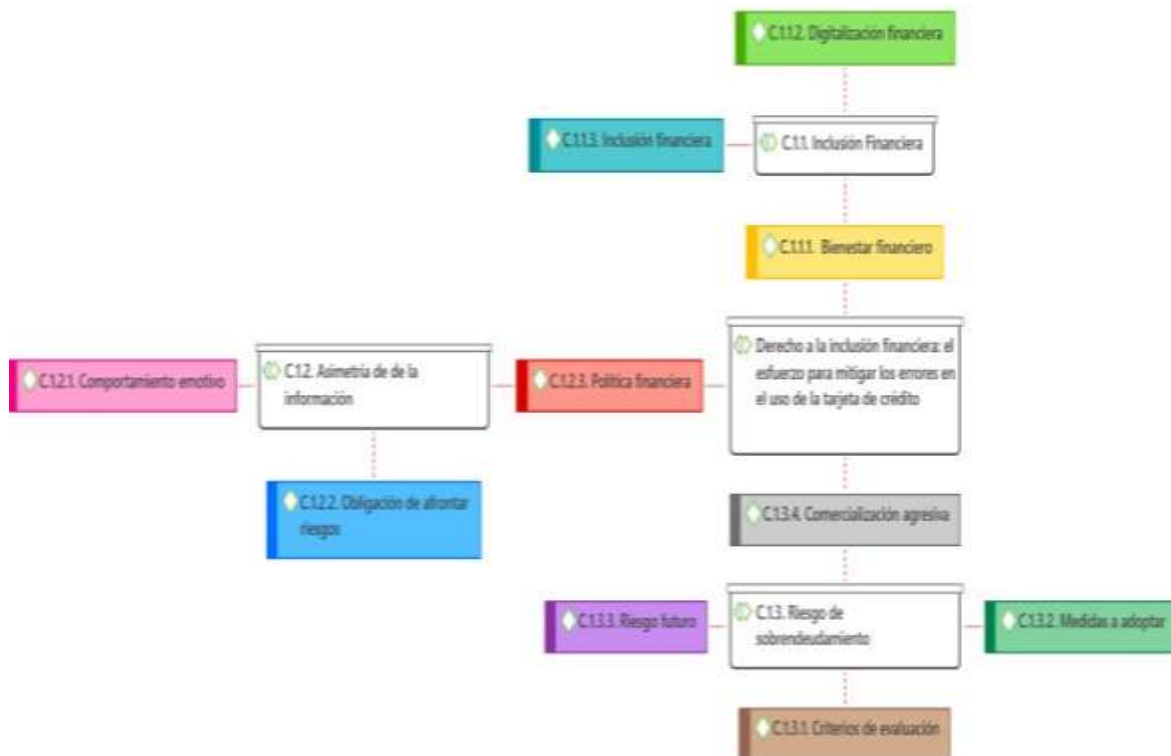 C.1.1.2. Digitalización financiera
C.1.1.3. Inclusión financiera
C.1.1. Inclusión Financiera
C.1.1.1. Bienestar financiero
C.1.2.1. Comportamiento emotivo
C.1.2. Asimetria de de la
información
C.1.2.3. Política financiera
Derecho a la inclusión financiera: el
esfuerzo para mitigar los errores en
el uso de la tarjeta de crédito
C.1.2.2. Obligación de afrontar
riesgos
C.1.3.4. Comercialización agresiva
C.1.3.3. Riesgo futuro
C.1.3. Riesgo de
sobrendeudamiento
C.1.3.2. Medidas a adoptar
C.1.3.1. Criterios de evaluación